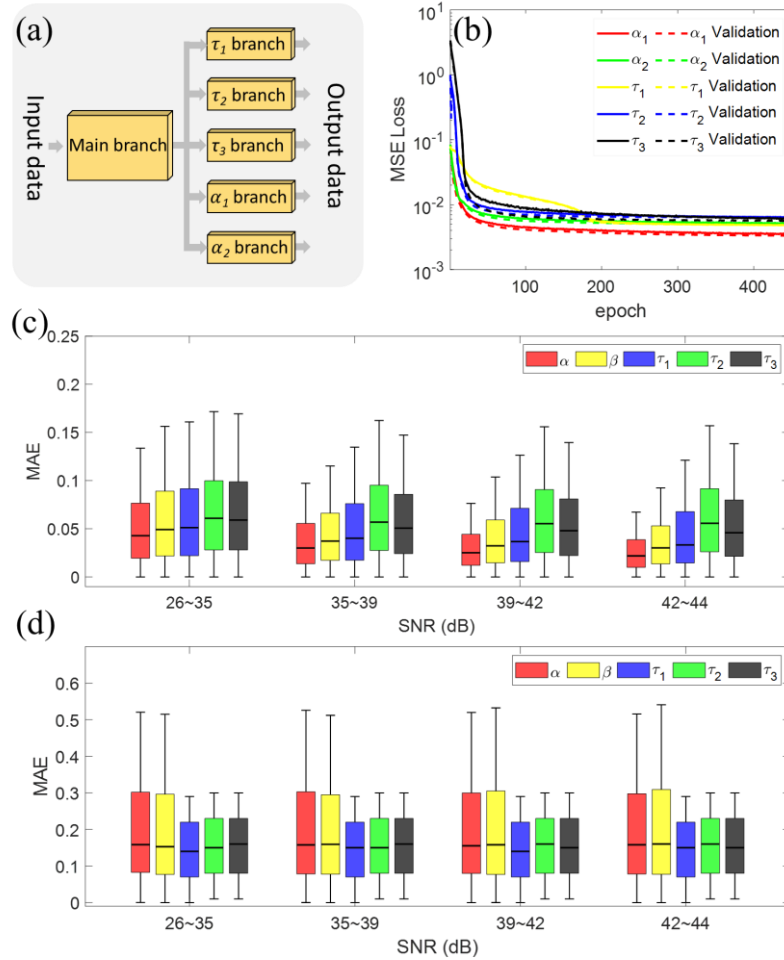 (a)
Input data
Main branch
τ1 branch
τ2 branch
τ3 branch
α1 branch
α2 branch
Output data
(b)
MSE Loss
10^1
10^0
10^-1
10^-2
10^-3
α1 α1 Validation
α2 α2 Validation
τ1 τ1 Validation
τ2 τ2 Validation
τ3 τ3 Validation
100 200 300 400
epoch
(c)
MAE
0.25
0.2
0.15
0.1
0.05
0
α β τ1 τ2 τ3
26~35 35~39 39~42 42~44
SNR (dB)
(d)
MAE
0.6
0.5
0.4
0.3
0.2
0.1
0
α β τ1 τ2 τ3
26~35 35~39 39~42 42~44
SNR (dB)